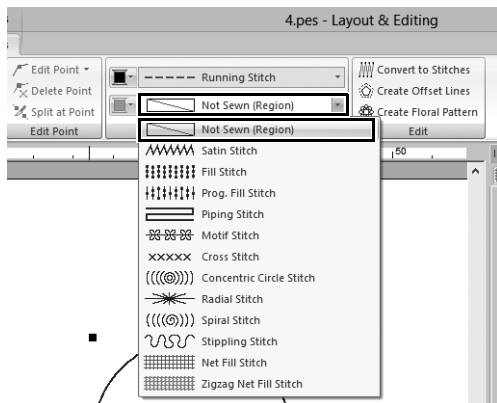 4.pes - Layout & Editing
Edit Point
Delete Point
Split at Point
Edit Point
Running Stitch
Not Sewn (Region)
Convert to Stitches
Create Offset Lines
Create Floral Pattern
Edit
Not Sewn (Region)
Satin Stitch
Fill Stitch
Prog. Fill Stitch
Piping Stitch
Motif Stitch
Cross Stitch
Concentric Circle Stitch
Radial Stitch
Spiral Stitch
Stippling Stitch
Net Fill Stitch
Zigzag Net Fill Stitch
50